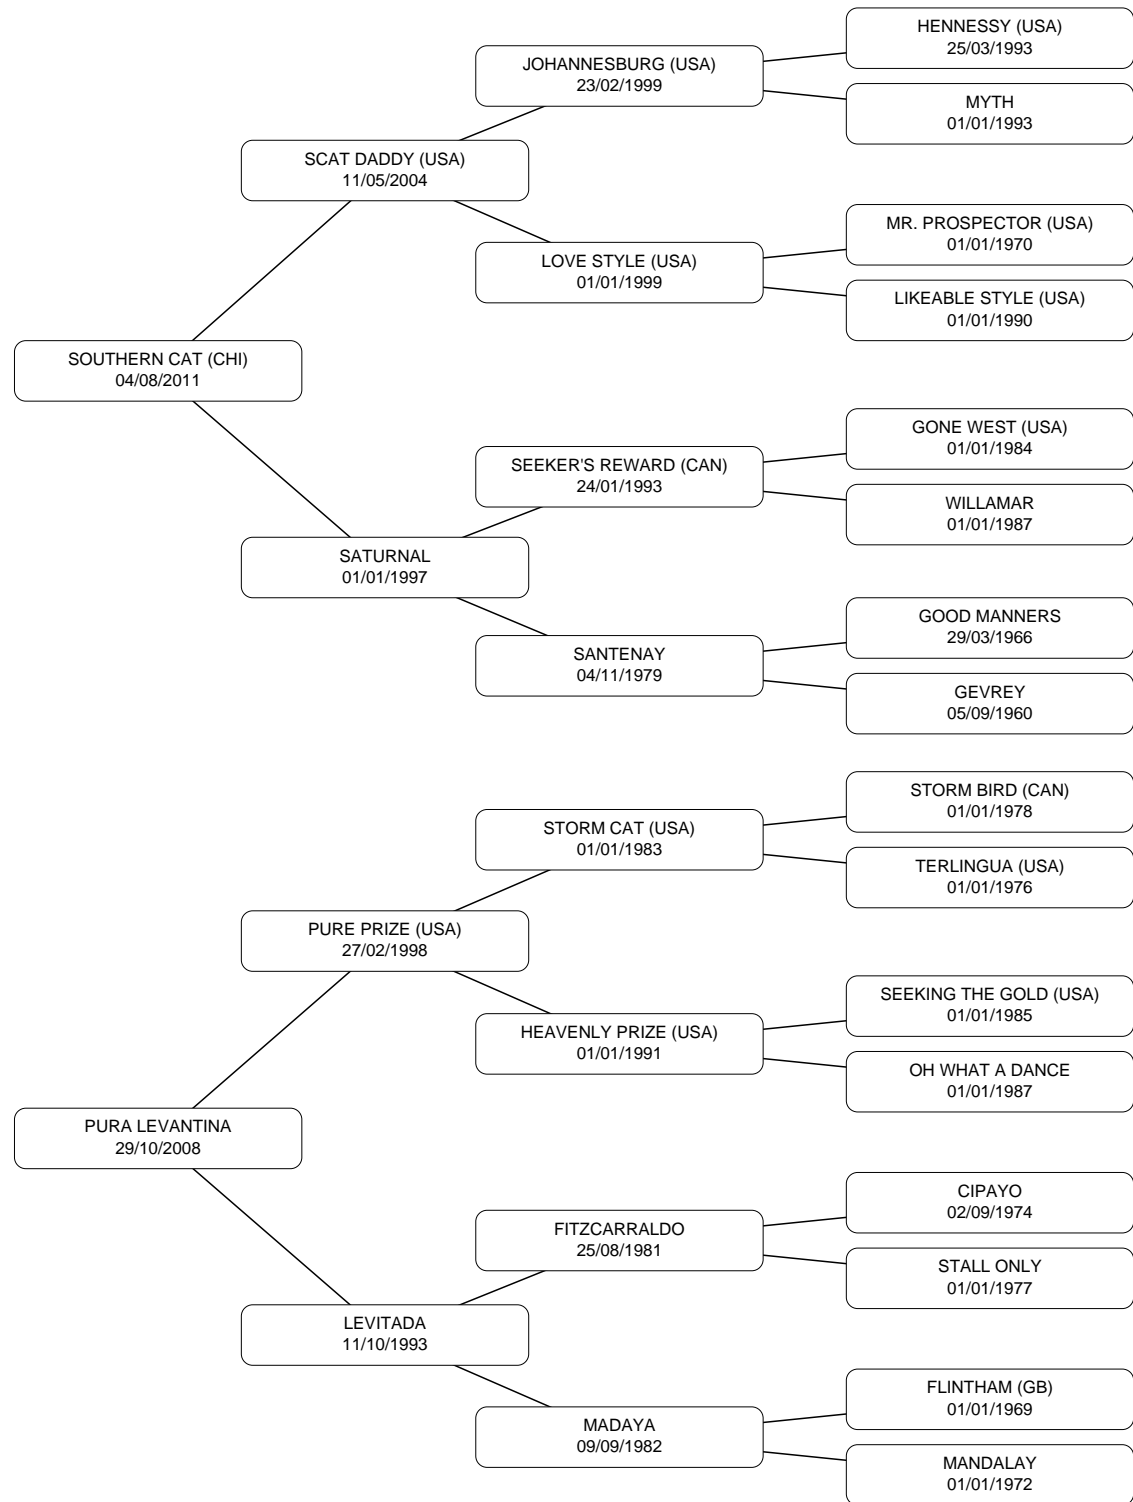 HENNESSY (USA)
25/03/1993
JOHANNESBURG (USA)
23/02/1999
MYTH
01/01/1993
SCAT DADDY (USA)
11/05/2004
MR. PROSPECTOR (USA)
01/01/1970
LOVE STYLE (USA)
01/01/1999
LIKEABLE STYLE (USA)
01/01/1990
SOUTHERN CAT (CHI)
04/08/2011
GONE WEST (USA)
01/01/1984
SEEKER'S REWARD (CAN)
24/01/1993
WILLAMAR
01/01/1987
SATURNAL
01/01/1997
GOOD MANNERS
29/03/1966
SANTENAY
04/11/1979
GEVREY
05/09/1960
STORM BIRD (CAN)
01/01/1978
STORM CAT (USA)
01/01/1983
TERLINGUA (USA)
01/01/1976
PURE PRIZE (USA)
27/02/1998
SEEKING THE GOLD (USA)
01/01/1985
HEAVENLY PRIZE (USA)
01/01/1991
OH WHAT A DANCE
01/01/1987
PURA LEVANTINA
29/10/2008
CIPAYO
02/09/1974
FITZCARRALDO
25/08/1981
STALL ONLY
01/01/1977
LEVITADA
11/10/1993
FLINTHAM (GB)
01/01/1969
MADAYA
09/09/1982
MANDALAY
01/01/1972